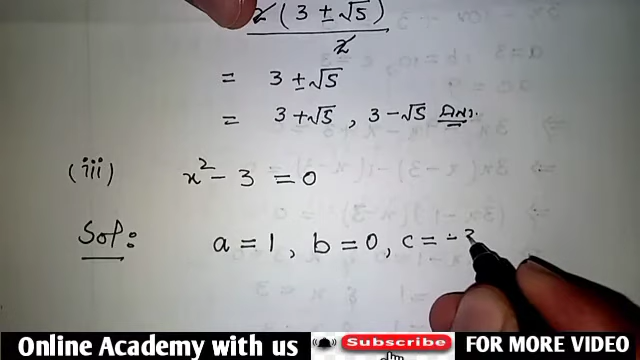 2(3 ± √5)
2
= 3 ± √5
= 3 + √5 , 3 − √5 Ans.
(iii) x² − 3 = 0
Sol: a = 1 , b = 0 , c = −3
Online Academy with us Subscribe FOR MORE VIDEO